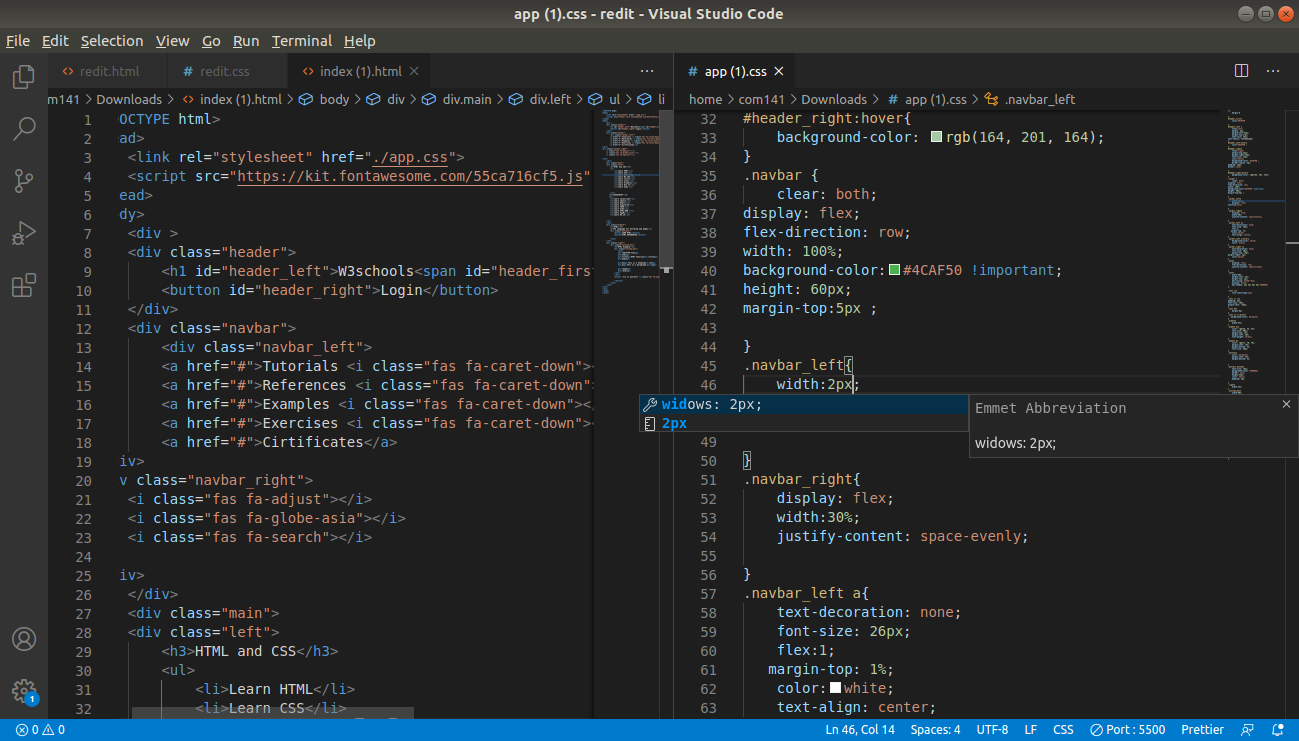 app (1).css - redit - Visual Studio Code
File Edit Selection View Go Run Terminal Help
redit.html redit.css index (1).html
m141 > Downloads > index (1).html > body > div > div.main > div.left > ul > li
1 OCTYPE html>
2 ad>
3 <link rel="stylesheet" href="./app.css">
4 <script src="https://kit.fontawesome.com/55ca716cf5.js"
5 ead>
6 dy>
7 <div >
8 <div class="header">
9 <h1 id="header_left">W3schools<span id="header_firs
10 <button id="header_right">Login</button>
11 </div>
12 <div class="navbar">
13 <div class="navbar_left">
14 <a href="#">Tutorials <i class="fas fa-caret-down">
15 <a href="#">References <i class="fas fa-caret-down"
16 <a href="#">Examples <i class="fas fa-caret-down"></
17 <a href="#">Exercises <i class="fas fa-caret-down">
18 <a href="#">Cirtificates</a>
19 iv>
20 v class="navbar_right">
21 <i class="fas fa-adjust"></i>
22 <i class="fas fa-globe-asia"></i>
23 <i class="fas fa-search"></i>
24
25 iv>
26 </div>
27 <div class="main">
28 <div class="left">
29 <h3>HTML and CSS</h3>
30 <ul>
31 <li>Learn HTML</li>
32 <li>Learn CSS</li>
app (1).css
home > com141 > Downloads > app (1).css > .navbar_left
32 #header_right:hover{
33 background-color: rgb(164, 201, 164);
34 }
35 .navbar {
36 clear: both;
37 display: flex;
38 flex-direction: row;
39 width: 100%;
40 background-color: #4CAF50 !important;
41 height: 60px;
42 margin-top:5px ;
43
44 }
45 .navbar_left{
46 width:2px;
widows: 2px;
2px
Emmet Abbreviation
widows: 2px;
49
50 }
51 .navbar_right{
52 display: flex;
53 width:30%;
54 justify-content: space-evenly;
55
56 }
57 .navbar_left a{
58 text-decoration: none;
59 font-size: 26px;
60 flex:1;
61 margin-top: 1%;
62 color: white;
63 text-align: center;
1
0 0 Ln 46, Col 14 Spaces: 4 UTF-8 LF CSS Port : 5500 Prettier